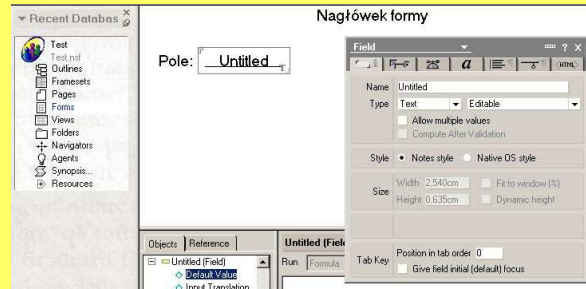 Recent Databas
Test
Test.nsf
Outlines
Framesets
Pages
Forms
Views
Folders
Navigators
Agents
Synopsis...
Resources
Nagłówek formy
Pole: Untitled
Field
? X
i
a
<HTML>
Name Untitled
Type Text Editable
Allow multiple values
Compute After Validation
Style Notes style Native OS style
Size
Width 2,540cm Fit to window (%)
Height 0,635cm Dynamic height
Tab Key
Position in tab order 0
Give field initial (default) focus
Objects Reference
Untitled (Field)
Default Value
Input Translation
Untitled (Field
Run Formula